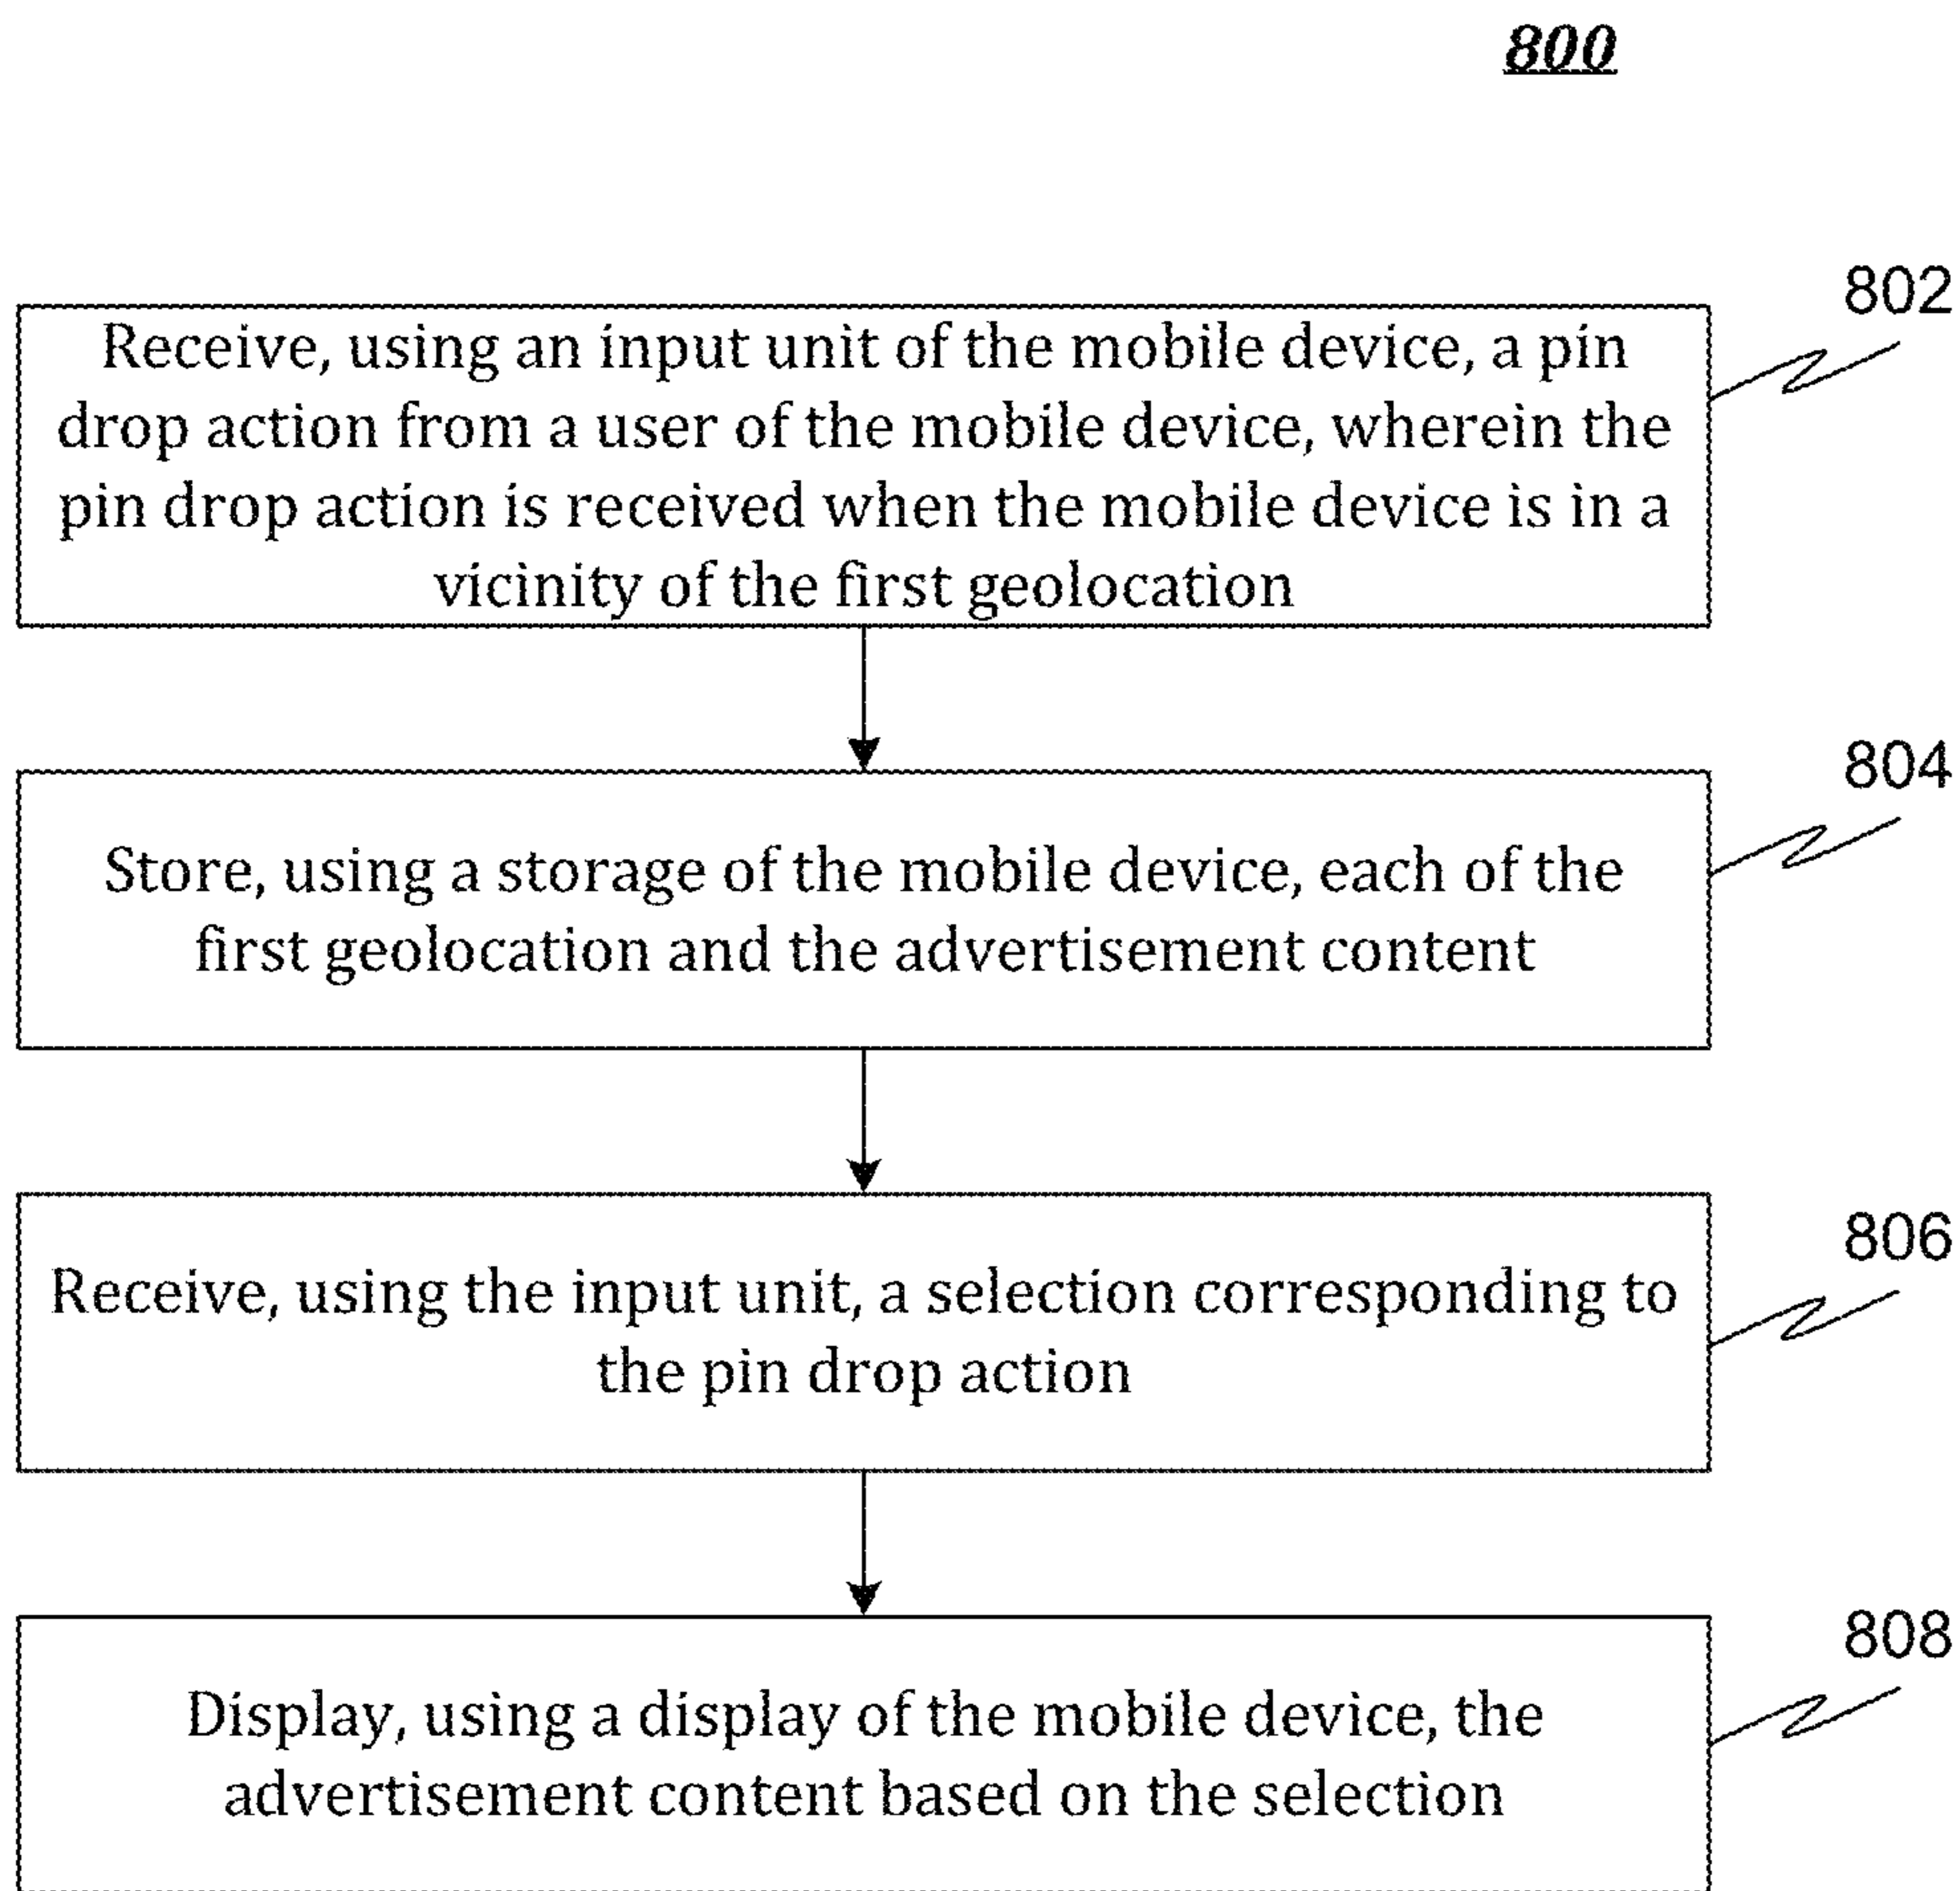 800
802
Receive, using an input unit of the mobile device, a pin
drop action from a user of the mobile device, wherein the
pin drop action is received when the mobile device is in a
vicinity of the first geolocation
804
Store, using a storage of the mobile device, each of the
first geolocation and the advertisement content
806
Receive, using the input unit, a selection corresponding to
the pin drop action
808
Display, using a display of the mobile device, the
advertisement content based on the selection